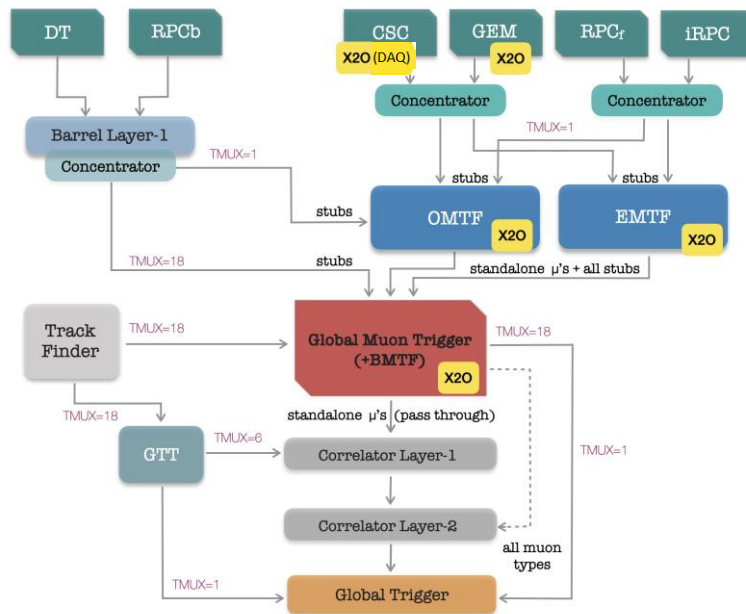 DT
RPCb
CSC
GEM
RPCf
iRPC
X2O (DAQ)
X2O
Concentrator
Concentrator
Barrel Layer-1
Concentrator
TMUX=1
TMUX=1
stubs
stubs
stubs
OMTF
X2O
EMTF
X2O
TMUX=18
stubs
standalone μ's + all stubs
Track
Finder
TMUX=18
Global Muon Trigger
(+BMTF)
X2O
TMUX=18
TMUX=18
standalone μ's (pass through)
GTT
TMUX=6
Correlator Layer-1
TMUX=1
Correlator Layer-2
all muon
types
TMUX=1
Global Trigger